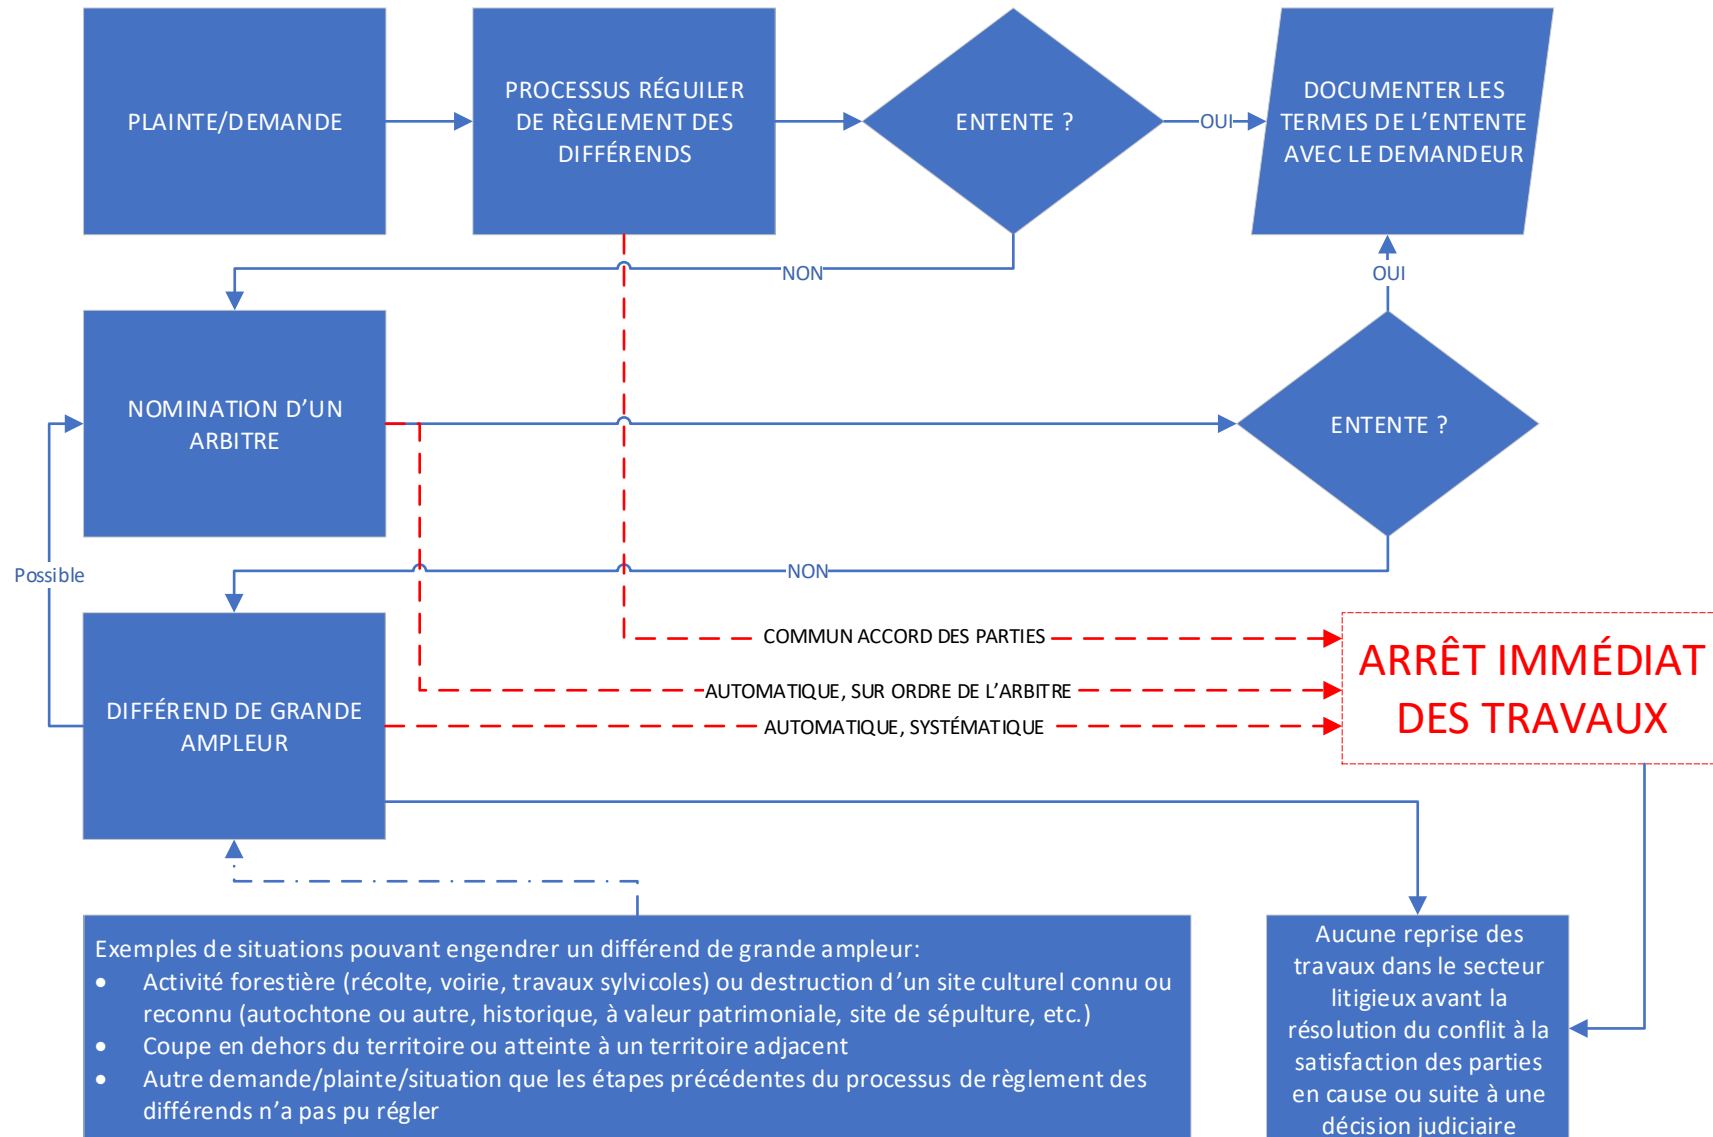 PLAINTE/DEMANDE
PROCESSUS RÉGUILER
DE RÈGLEMENT DES
DIFFÉRENDS
ENTENTE ?
OUI
DOCUMENTER LES
TERMES DE L’ENTENTE
AVEC LE DEMANDEUR
NON
OUI
NOMINATION D’UN
ARBITRE
ENTENTE ?
Possible
NON
COMMUN ACCORD DES PARTIES
AUTOMATIQUE, SUR ORDRE DE L’ARBITRE
AUTOMATIQUE, SYSTÉMATIQUE
ARRÊT IMMÉDIAT
DES TRAVAUX
DIFFÉREND DE GRANDE
AMPLEUR
Exemples de situations pouvant engendrer un différend de grande ampleur:
• Activité forestière (récolte, voirie, travaux sylvicoles) ou destruction d’un site culturel connu ou
reconnu (autochtone ou autre, historique, à valeur patrimoniale, site de sépulture, etc.)
• Coupe en dehors du territoire ou atteinte à un territoire adjacent
• Autre demande/plainte/situation que les étapes précédentes du processus de règlement des
différends n’a pas pu régler
Aucune reprise des
travaux dans le secteur
litigieux avant la
résolution du conflit à la
satisfaction des parties
en cause ou suite à une
décision judiciaire